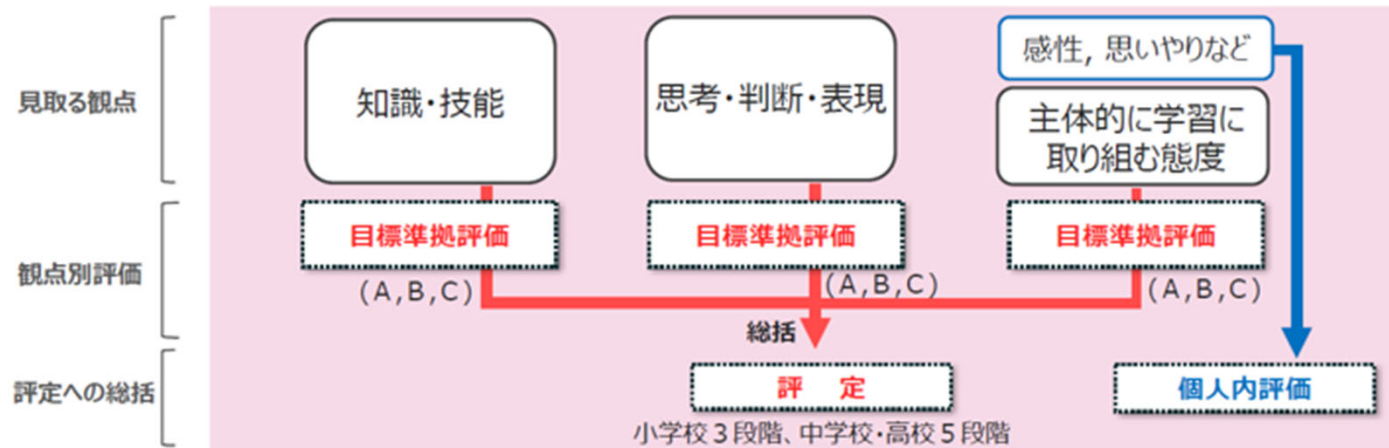 見取る観点
知識・技能
思考・判断・表現
感性, 思いやりなど
主体的に学習に
取り組む態度
観点別評価
目標準拠評価
目標準拠評価
目標準拠評価
(A,B,C)
(A,B,C)
(A,B,C)
総括
評定への総括
評 定
個人内評価
小学校3段階、中学校・高校5段階